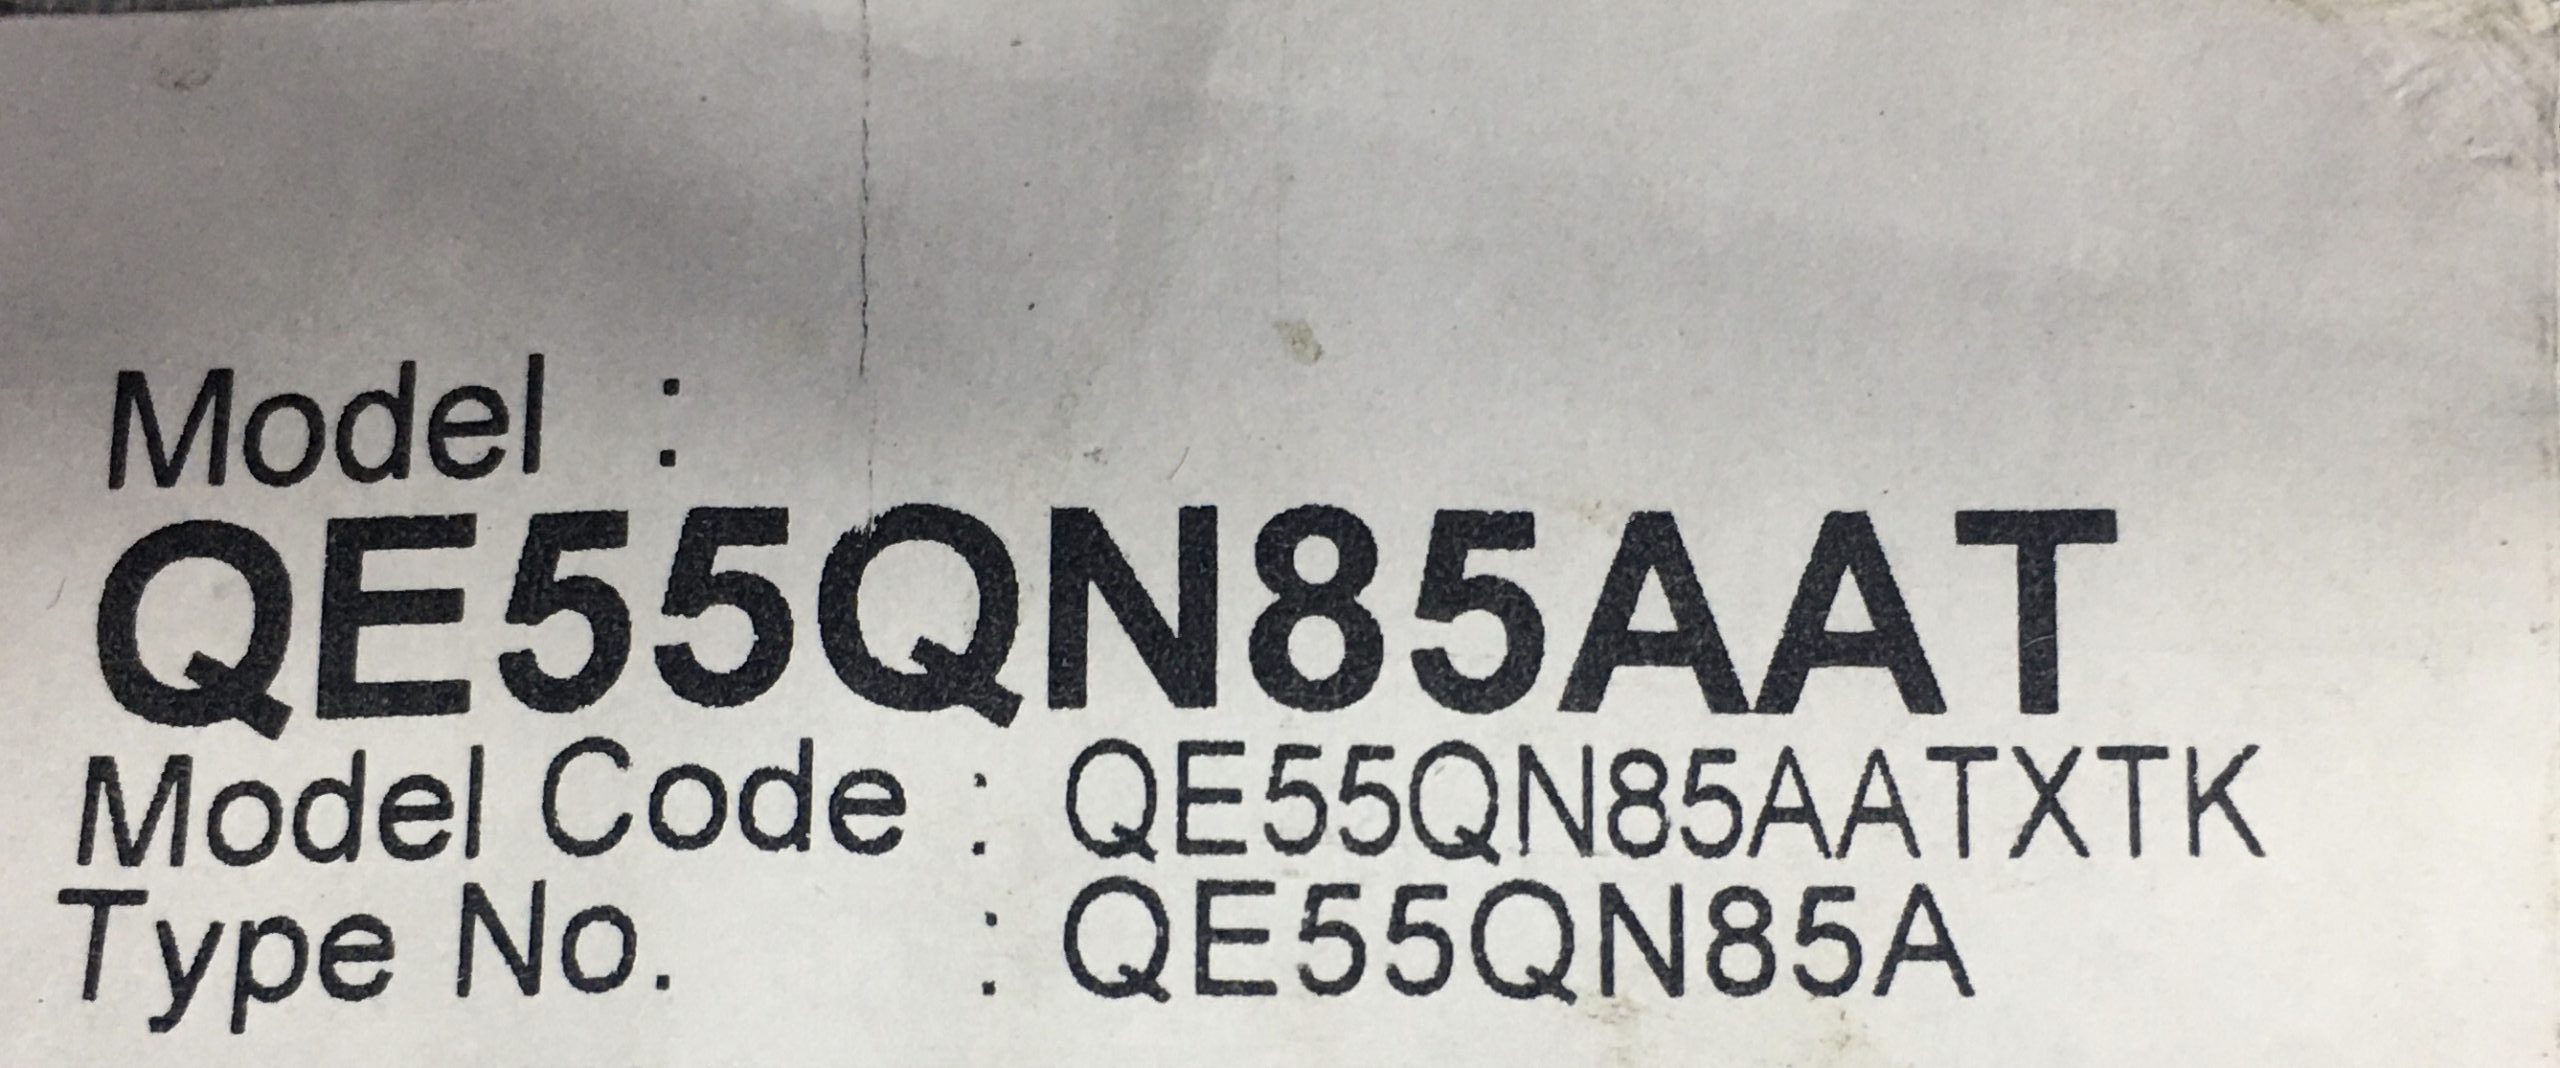 Model :
QE55QN85AAT
Model Code : QE55QN85AATXTK
Type No. : QE55QN85A